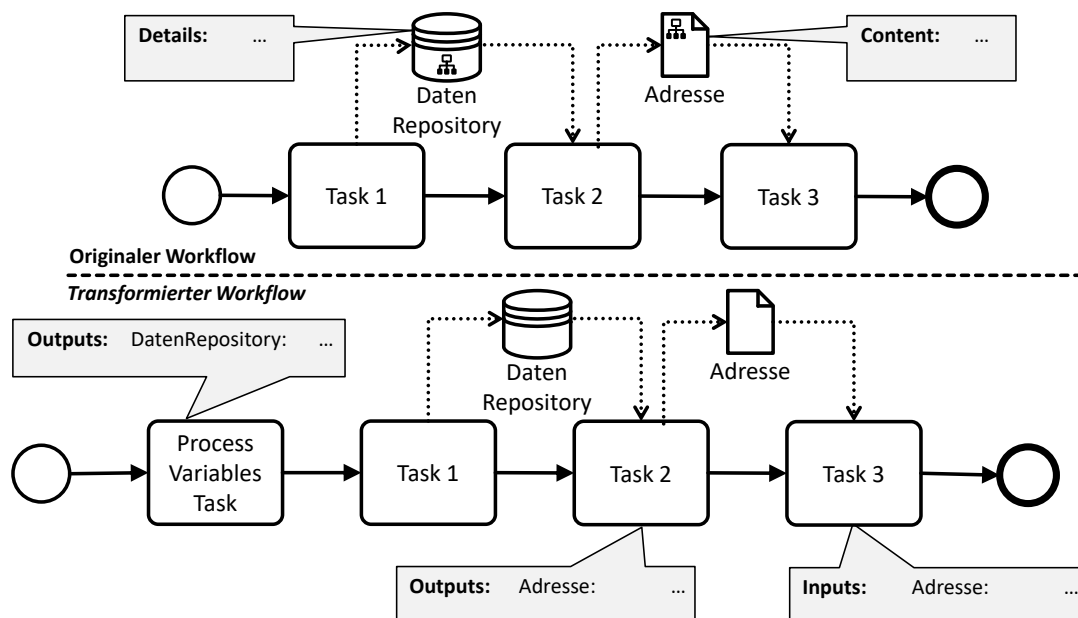 Details: ...
Content: ...
Daten
Repository
Adresse
Task 1
Task 2
Task 3
Originaler Workflow
Transformierter Workflow
Outputs: DatenRepository: ...
Daten
Repository
Adresse
Process
Variables
Task
Task 1
Task 2
Task 3
Outputs: Adresse: ...
Inputs: Adresse: ...